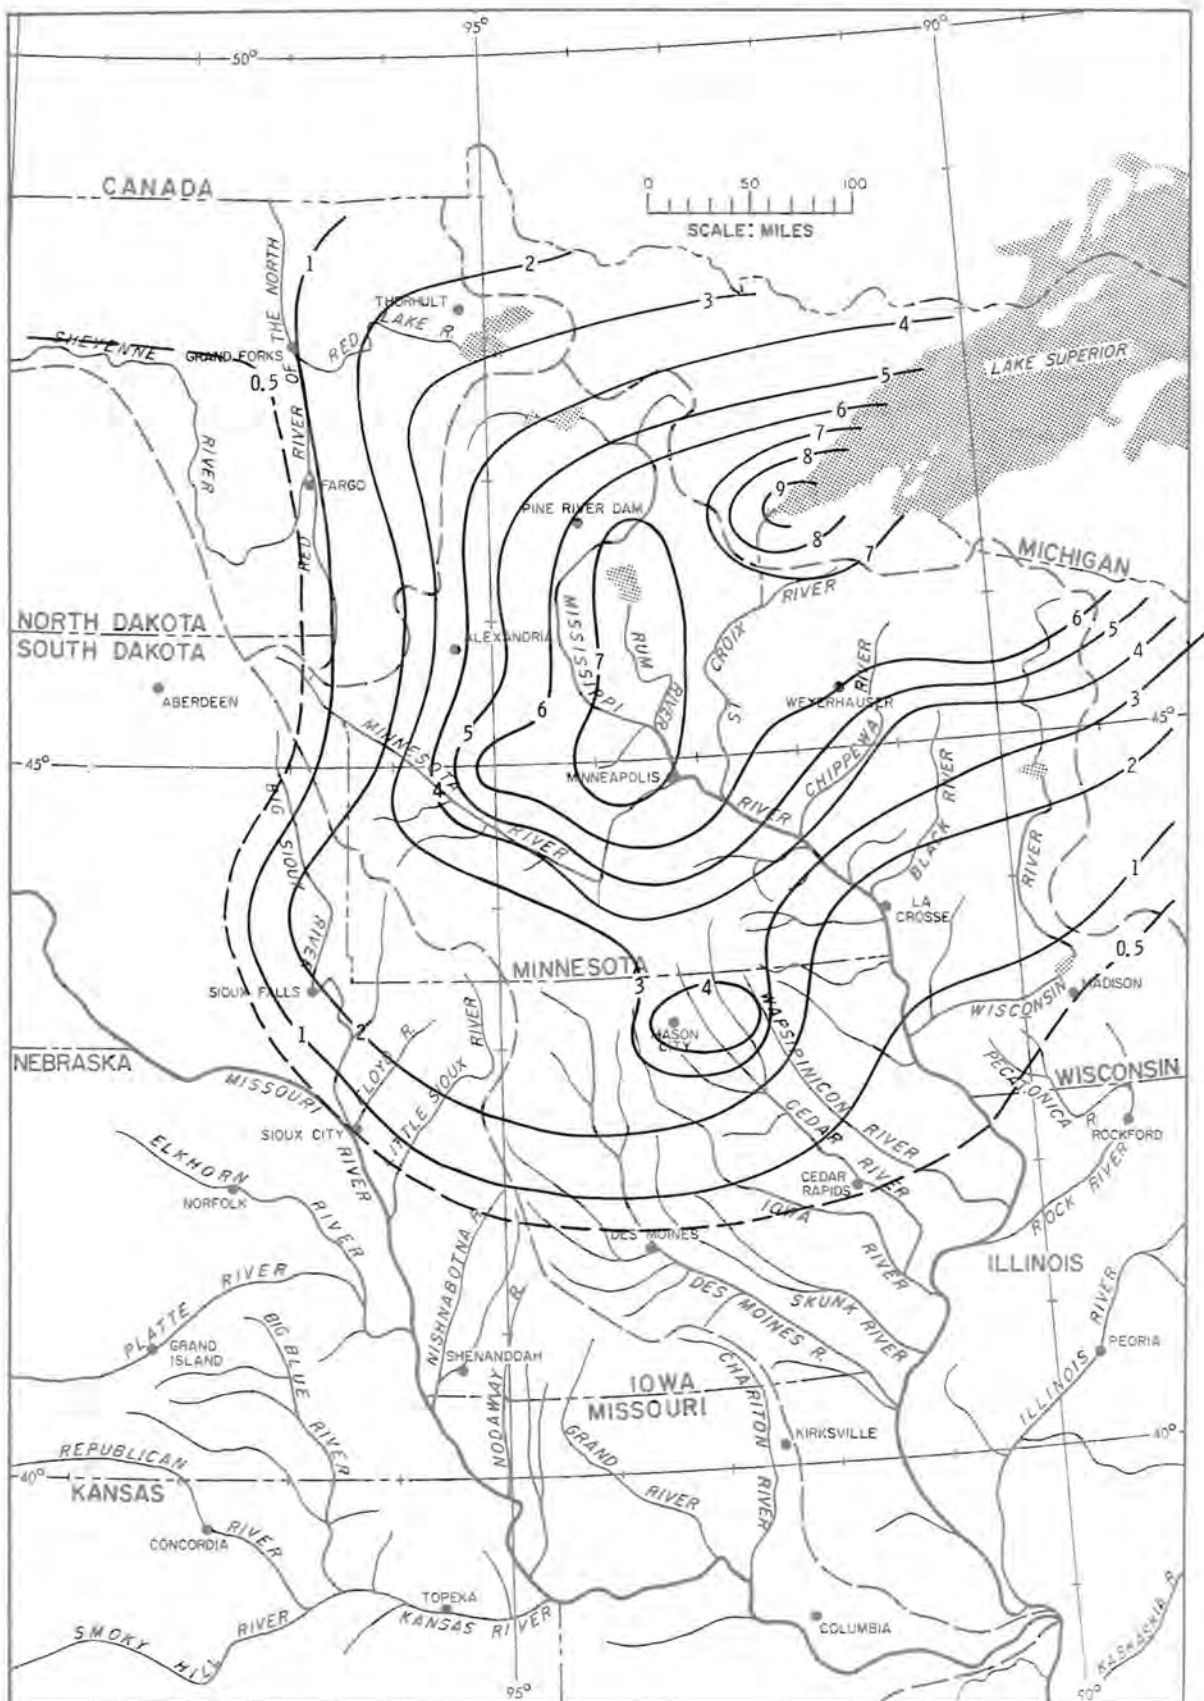 95°
90°
50°
CANADA
0 50 100
SCALE: MILES
1
2
3
4
5
6
7
8
9
8
7
THORHULT
LAKE R.
RED
RIVER OF THE NORTH
RED
SHEYENNE
RIVER
GRAND FORKS
0.5
FARGO
LAKE SUPERIOR
PINE RIVER DAM
MICHIGAN
NORTH DAKOTA
SOUTH DAKOTA
ABERDEEN
ALEXANDRIA
MISSISSIPPI
RIVER
RUM
RIVER
ST CROIX
RIVER
7
6
5
4
6
5
4
3
2
45°
45°
WEYERHAUSER
CHIPPEWA
RIVER
MINNESOTA
RIVER
MINNEAPOLIS
BLACK
RIVER
RIVER
BIG
SIOUX
RIVER
LA
CROSSE
1
0.5
MINNESOTA
3
4
SIOUX FALLS
1
2
MASON
CITY
WAPSIPINICON
RIVER
WISCONSIN
MADISON
NEBRASKA
MISSOURI
RIVER
FLOYD R.
LITTLE SIOUX
RIVER
PECATONICA
R.
WISCONSIN
SIOUX CITY
CEDAR
RIVER
ROCKFORD
ELKHORN
RIVER
NORFOLK
CEDAR
RAPIDS
IOWA
RIVER
ROCK RIVER
DES MOINES
PLATTE
RIVER
NISHNABOTNA R.
DES MOINES R.
SKUNK RIVER
ILLINOIS
GRAND
ISLAND
BIG BLUE
RIVER
SHENANDOAH
NODAWAY
R.
PEORIA
ILLINOIS
RIVER
IOWA
MISSOURI
CHARITON
RIVER
GRAND
RIVER
KIRKSVILLE
REPUBLICAN
RIVER
40°
40°
KANSAS
CONCORDIA
TOPEKA
KANSAS RIVER
COLUMBIA
SMOKY
HILL
RIVER
KASKASKIA R.
95°
90°